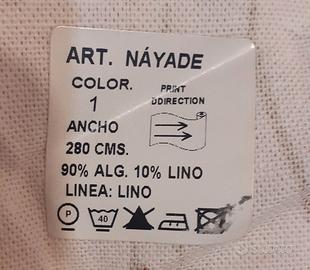 ART. NÁYADE
COLOR.
1
PRINT
DDIRECTION
ANCHO
280 CMS.
90% ALG. 10% LINO
LINEA: LINO
P
40